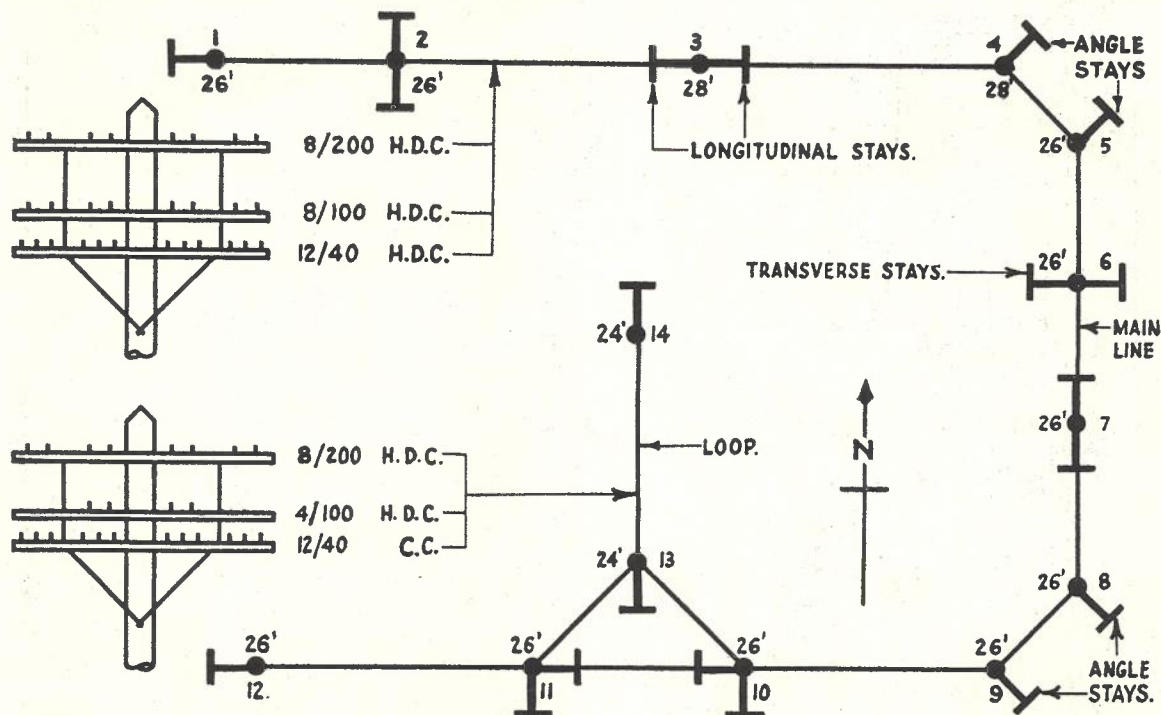 1
26'
2
26'
3
28'
4
28'
ANGLE
STAYS
26'
5
8/200 H.D.C.
8/100 H.D.C.
12/40 H.D.C.
LONGITUDINAL STAYS.
TRANSVERSE STAYS.
26'
6
MAIN
LINE
24'
14
26'
7
N
LOOP.
8/200 H.D.C.
4/100 H.D.C.
12/40 C.C.
24'
13
26'
8
26'
12.
26'
11
26'
10
26'
9
ANGLE
STAYS.